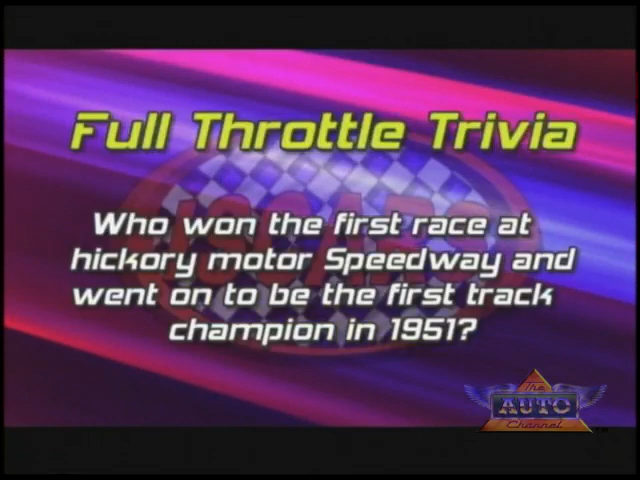 Full Throttle Trivia
Who won the first race at
hickory motor Speedway and
went on to be the first track
champion in 1951?
The
AUTO
Channel